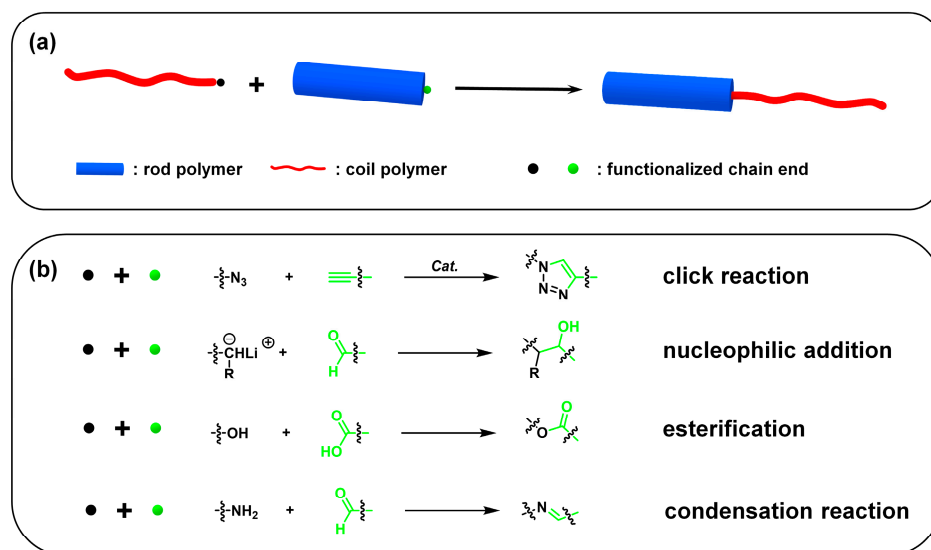 (a)
+
: rod polymer : coil polymer : functionalized chain end
(b)
+ N3 + Cat. N N N click reaction
+ ⊖ CHLi ⊕ R + O H OH R nucleophilic addition
+ OH + O HO O O esterification
+ NH2 + O H N condensation reaction